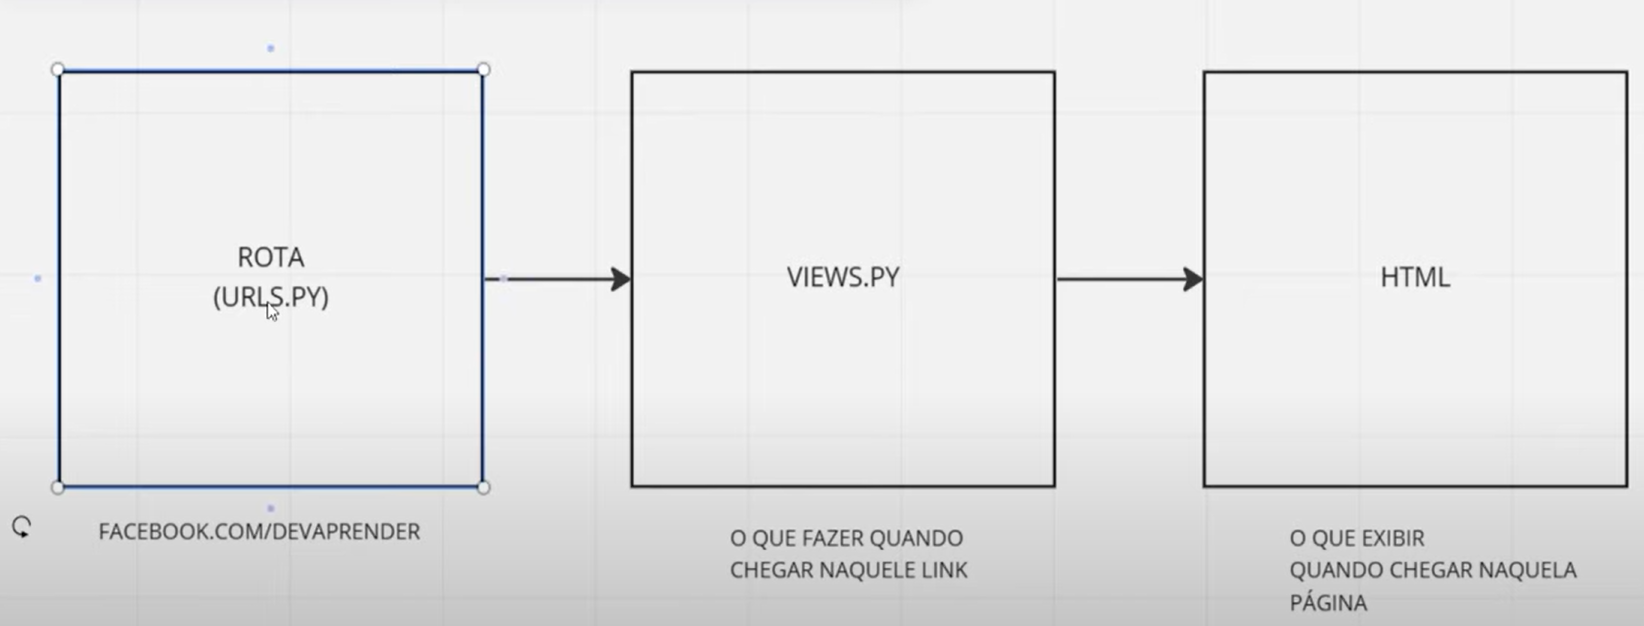 ROTA
(URLS.PY)
VIEWS.PY
HTML
FACEBOOK.COM/DEVAPRENDER
O QUE FAZER QUANDO
CHEGAR NAQUELE LINK
O QUE EXIBIR
QUANDO CHEGAR NAQUELA
PÁGINA